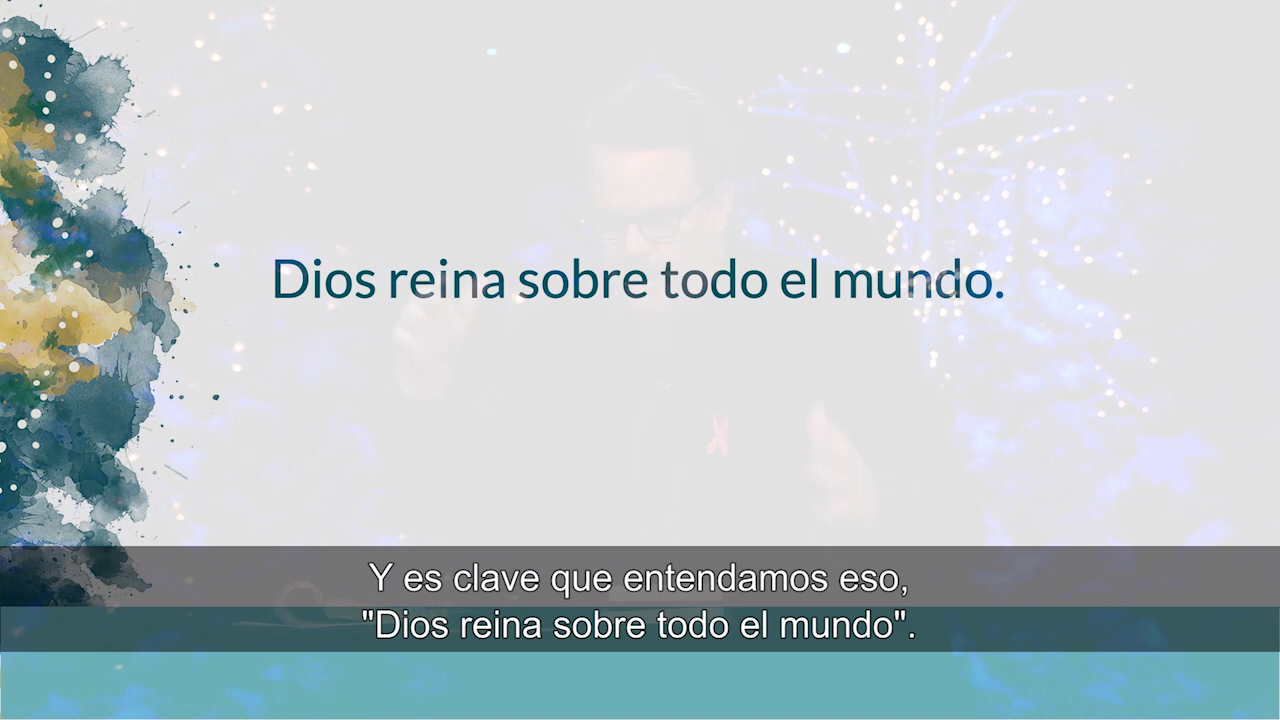 Dios reina sobre todo el mundo.
Y es clave que entendamos eso,
"Dios reina sobre todo el mundo".